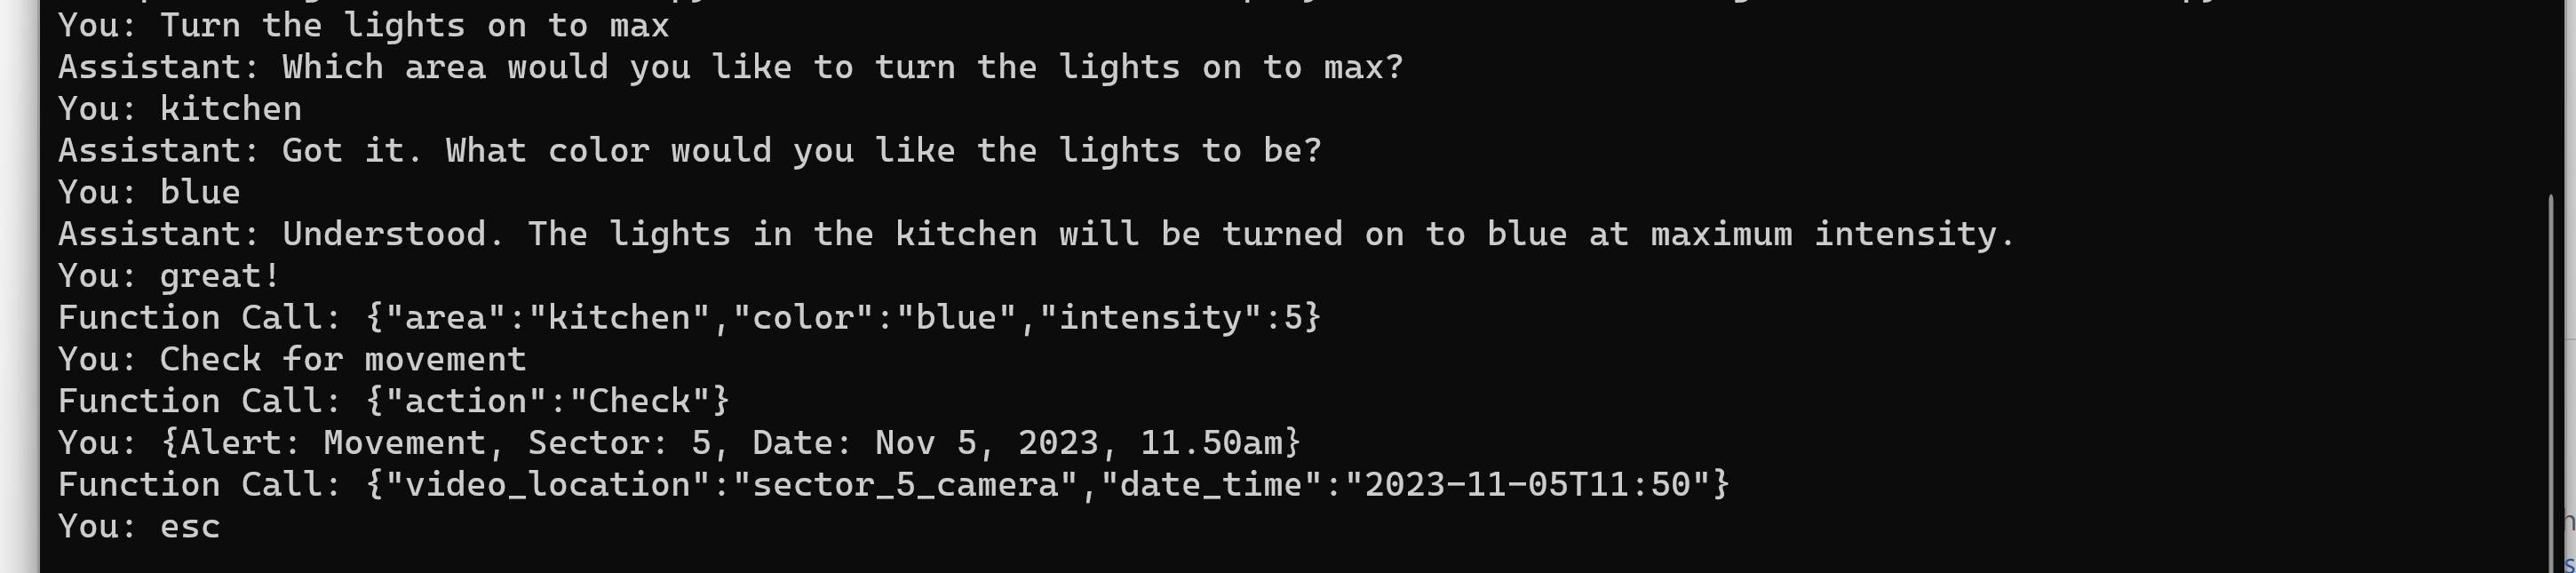 You: Turn the lights on to max
Assistant: Which area would you like to turn the lights on to max?
You: kitchen
Assistant: Got it. What color would you like the lights to be?
You: blue
Assistant: Understood. The lights in the kitchen will be turned on to blue at maximum intensity.
You: great!
Function Call: {"area":"kitchen","color":"blue","intensity":5}
You: Check for movement
Function Call: {"action":"Check"}
You: {Alert: Movement, Sector: 5, Date: Nov 5, 2023, 11.50am}
Function Call: {"video_location":"sector_5_camera","date_time":"2023-11-05T11:50"}
You: esc